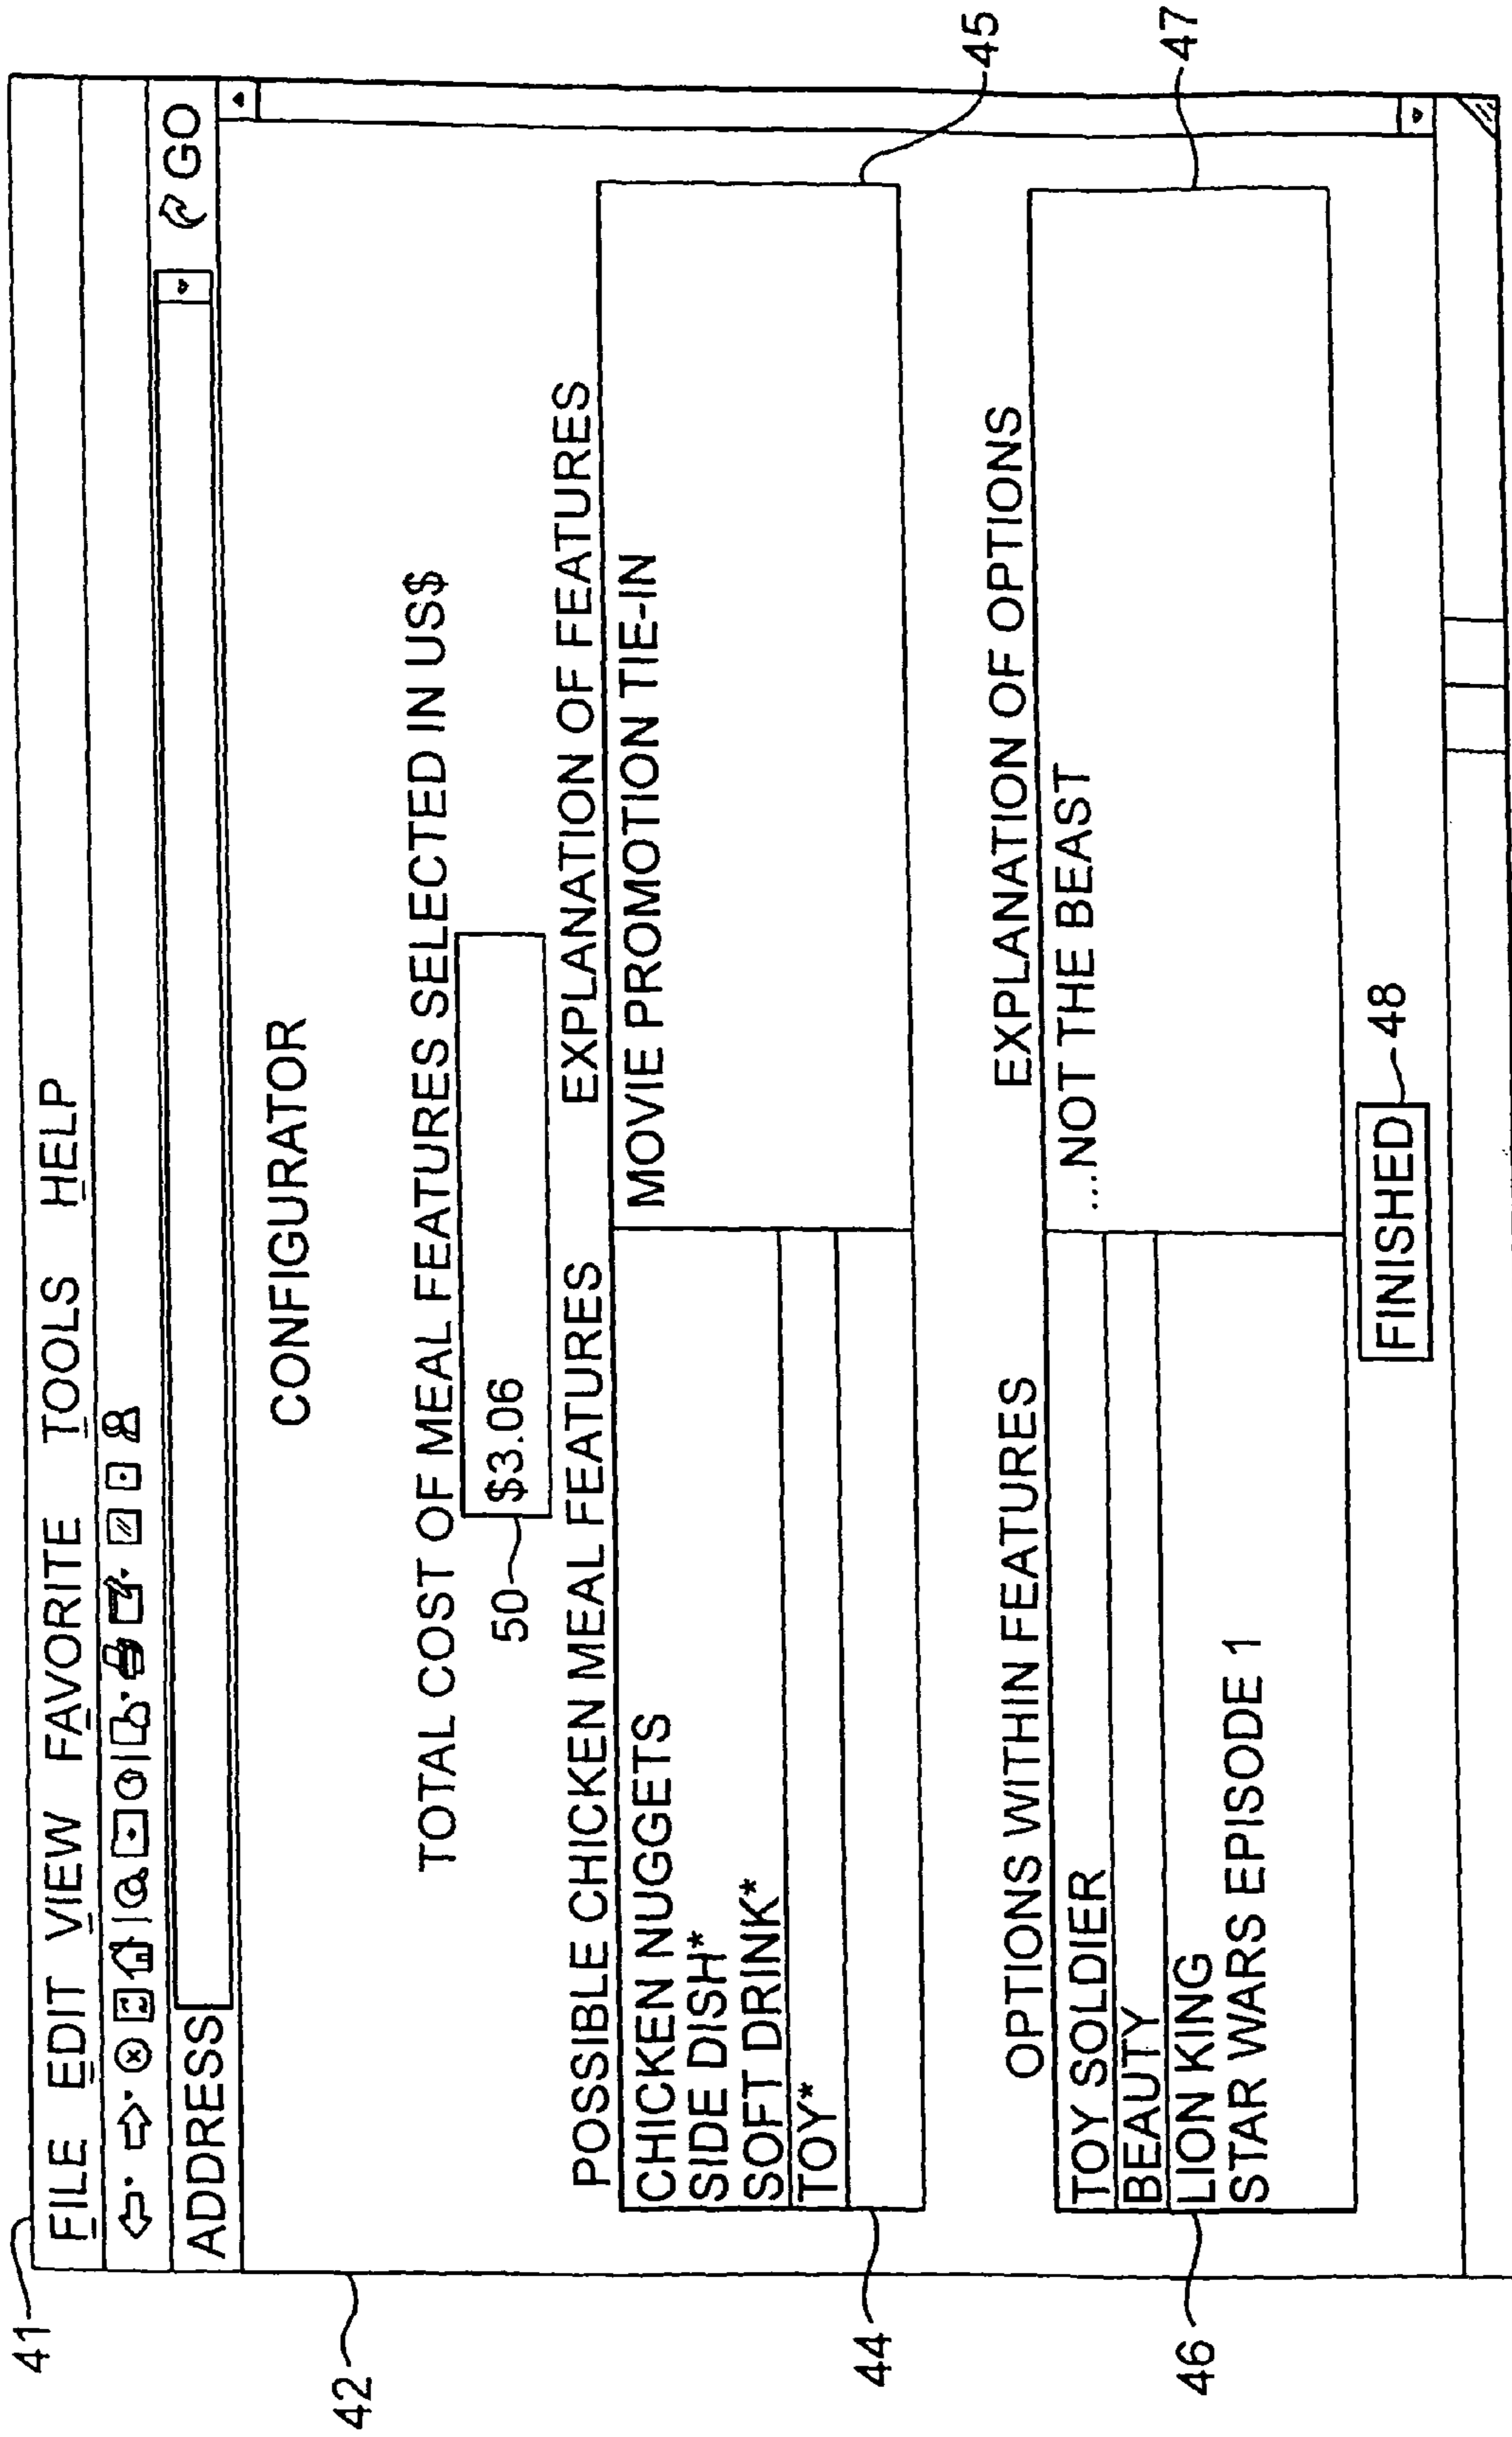 41
FILE EDIT VIEW FAVORITE TOOLS HELP
ADDRESS
GO
42
CONFIGURATOR
TOTAL COST OF MEAL FEATURES SELECTED IN US$
50
$3.06
POSSIBLE CHICKEN MEAL FEATURES
EXPLANATION OF FEATURES
CHICKEN NUGGETS
SIDE DISH*
SOFT DRINK*
TOY*
MOVIE PROMOTION TIE-IN
44
45
OPTIONS WITHIN FEATURES
EXPLANATION OF OPTIONS
TOY SOLDIER
BEAUTY
LION KING
STAR WARS EPISODE 1
...NOT THE BEAST
46
47
FINISHED
48